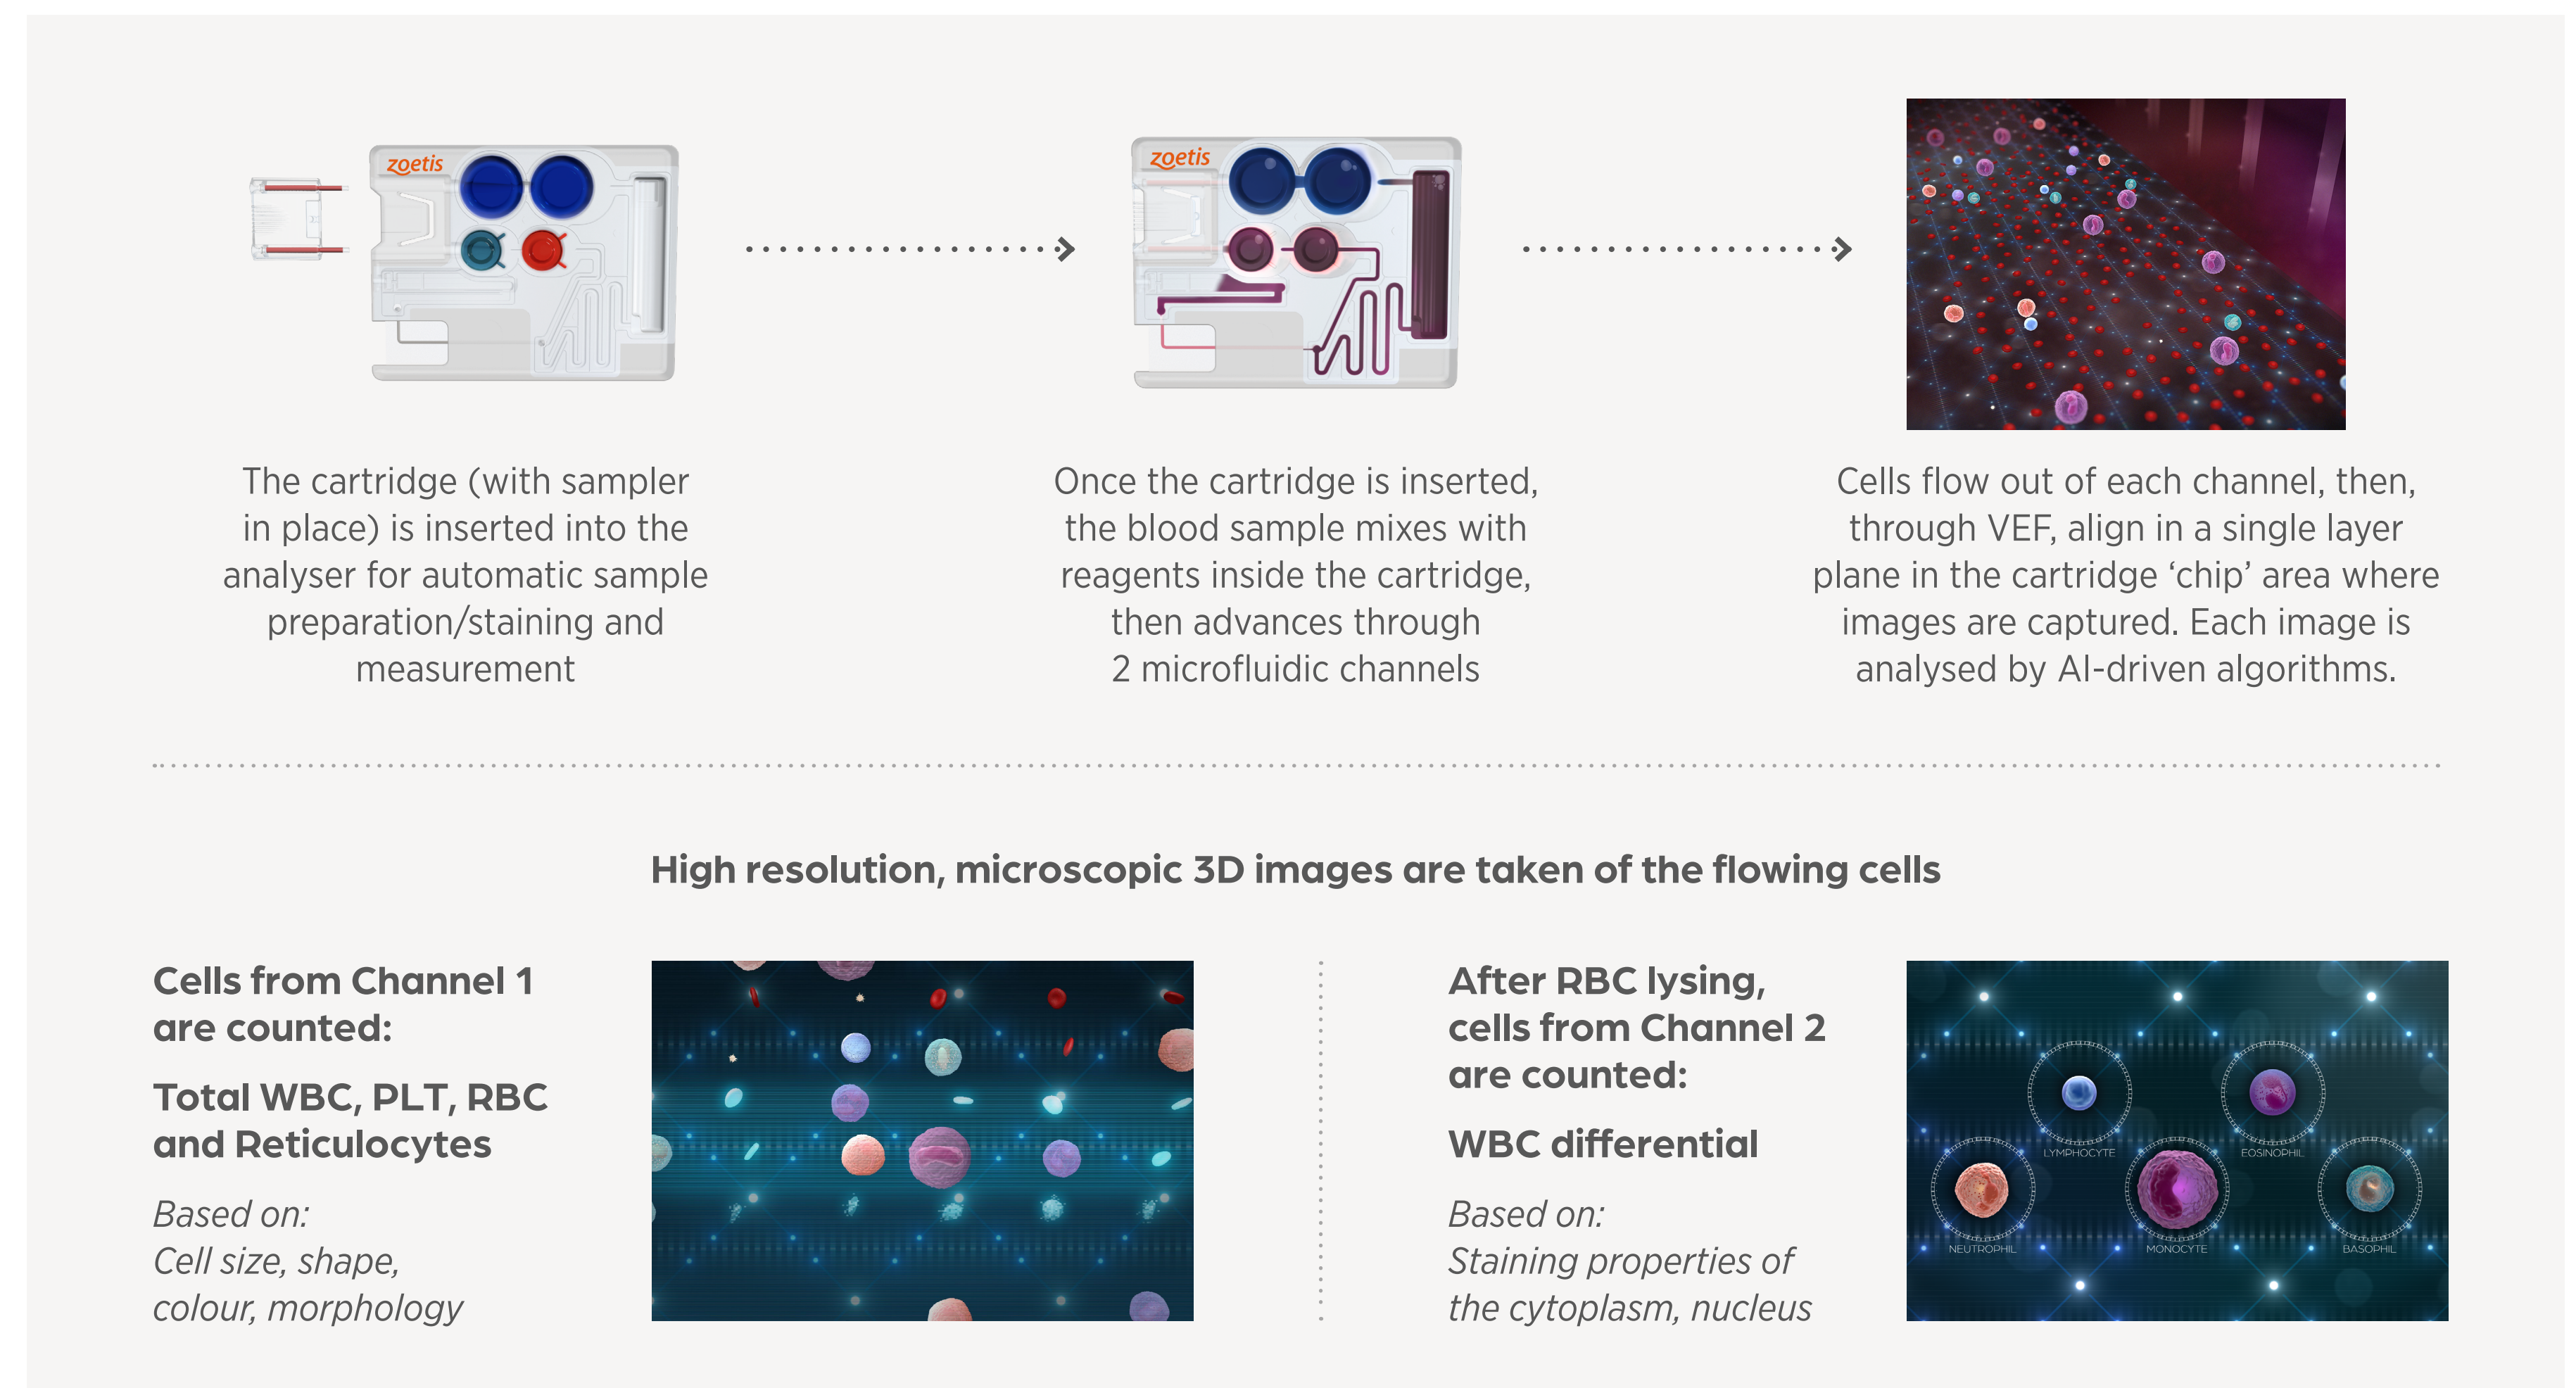 zoetis
zoetis
The cartridge (with sampler
in place) is inserted into the
analyser for automatic sample
preparation/staining and
measurement
Once the cartridge is inserted,
the blood sample mixes with
reagents inside the cartridge,
then advances through
2 microfluidic channels
Cells flow out of each channel, then,
through VEF, align in a single layer
plane in the cartridge ‘chip’ area where
images are captured. Each image is
analysed by AI-driven algorithms.
High resolution, microscopic 3D images are taken of the flowing cells
Cells from Channel 1
are counted:
Total WBC, PLT, RBC
and Reticulocytes
Based on:
Cell size, shape,
colour, morphology
After RBC lysing,
cells from Channel 2
are counted:
WBC differential
Based on:
Staining properties of
the cytoplasm, nucleus
LYMPHOCYTE
EOSINOPHIL
NEUTROPHIL
MONOCYTE
BASOPHIL